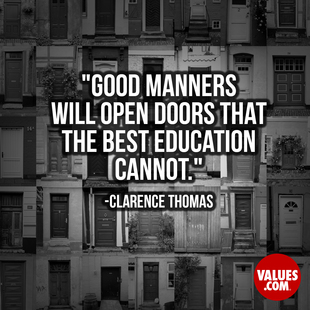 "GOOD MANNERS
WILL OPEN DOORS THAT
THE BEST EDUCATION
CANNOT."
-CLARENCE THOMAS
VALUES
.COM®